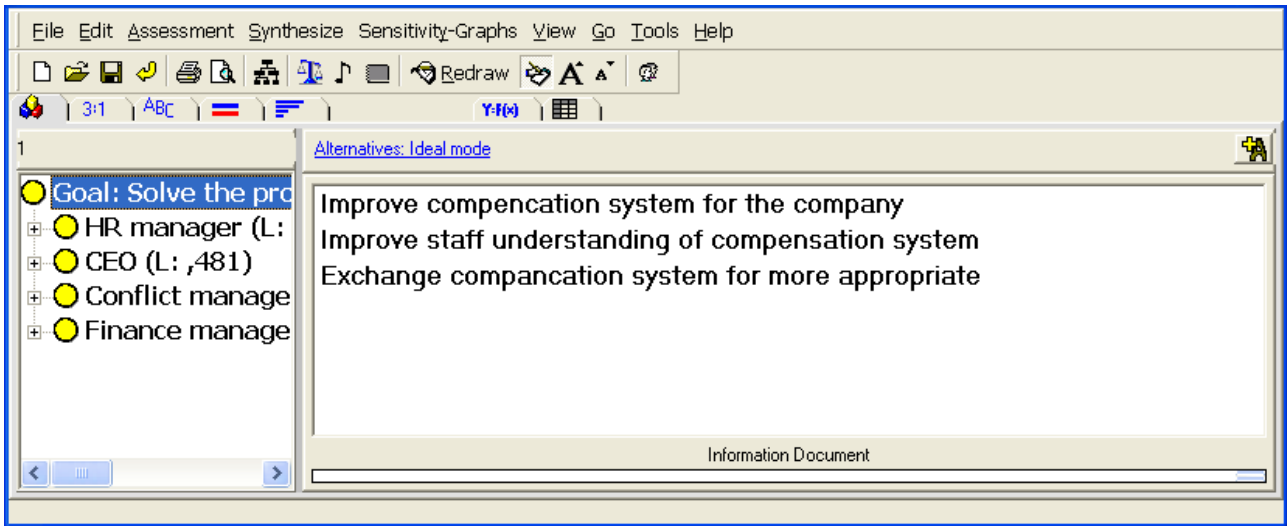 File Edit Assessment Synthesize Sensitivity-Graphs View Go Tools Help
Redraw A A
3:1 ABC Y=F(x)
1 Alternatives: Ideal mode
Goal: Solve the pro
HR manager (L:
CEO (L: ,481)
Conflict manage
Finance manage
Improve compencation system for the company
Improve staff understanding of compensation system
Exchange compancation system for more appropriate
Information Document